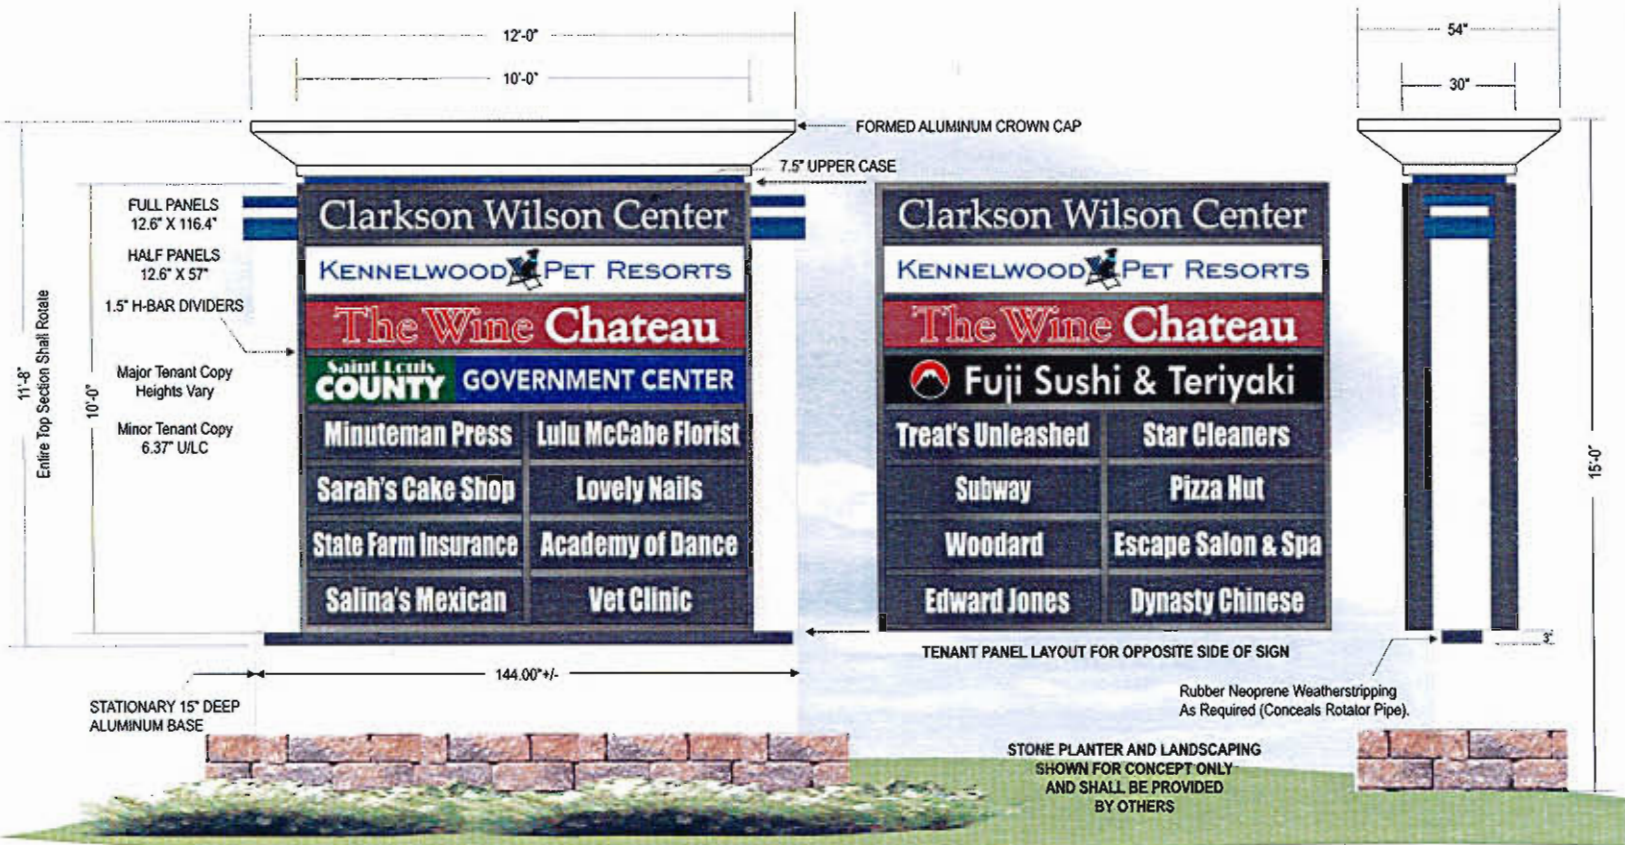 12'-0"
10'-0"
54"
30"
FORMED ALUMINUM CROWN CAP
7.5" UPPER CASE
FULL PANELS
12.6" X 116.4"
HALF PANELS
12.6" X 57"
1.5" H-BAR DIVIDERS
11'-8"
Entire Top Section Shall Rotate
10'-0"
Major Tenant Copy
Heights Vary
Minor Tenant Copy
6.37" U/LC
Clarkson Wilson Center
KENNELWOOD PET RESORTS
The Wine Chateau
Saint Louis
COUNTY GOVERNMENT CENTER
Minuteman Press Lulu McCabe Florist
Sarah's Cake Shop Lovely Nails
State Farm Insurance Academy of Dance
Salina's Mexican Vet Clinic
Clarkson Wilson Center
KENNELWOOD PET RESORTS
The Wine Chateau
Fuji Sushi & Teriyaki
Treat's Unleashed Star Cleaners
Subway Pizza Hut
Woodard Escape Salon & Spa
Edward Jones Dynasty Chinese
15'-0"
3"
TENANT PANEL LAYOUT FOR OPPOSITE SIDE OF SIGN
144.00"+/-
STATIONARY 15" DEEP
ALUMINUM BASE
Rubber Neoprene Weatherstripping
As Required (Conceals Rotator Pipe).
STONE PLANTER AND LANDSCAPING
SHOWN FOR CONCEPT ONLY
AND SHALL BE PROVIDED
BY OTHERS